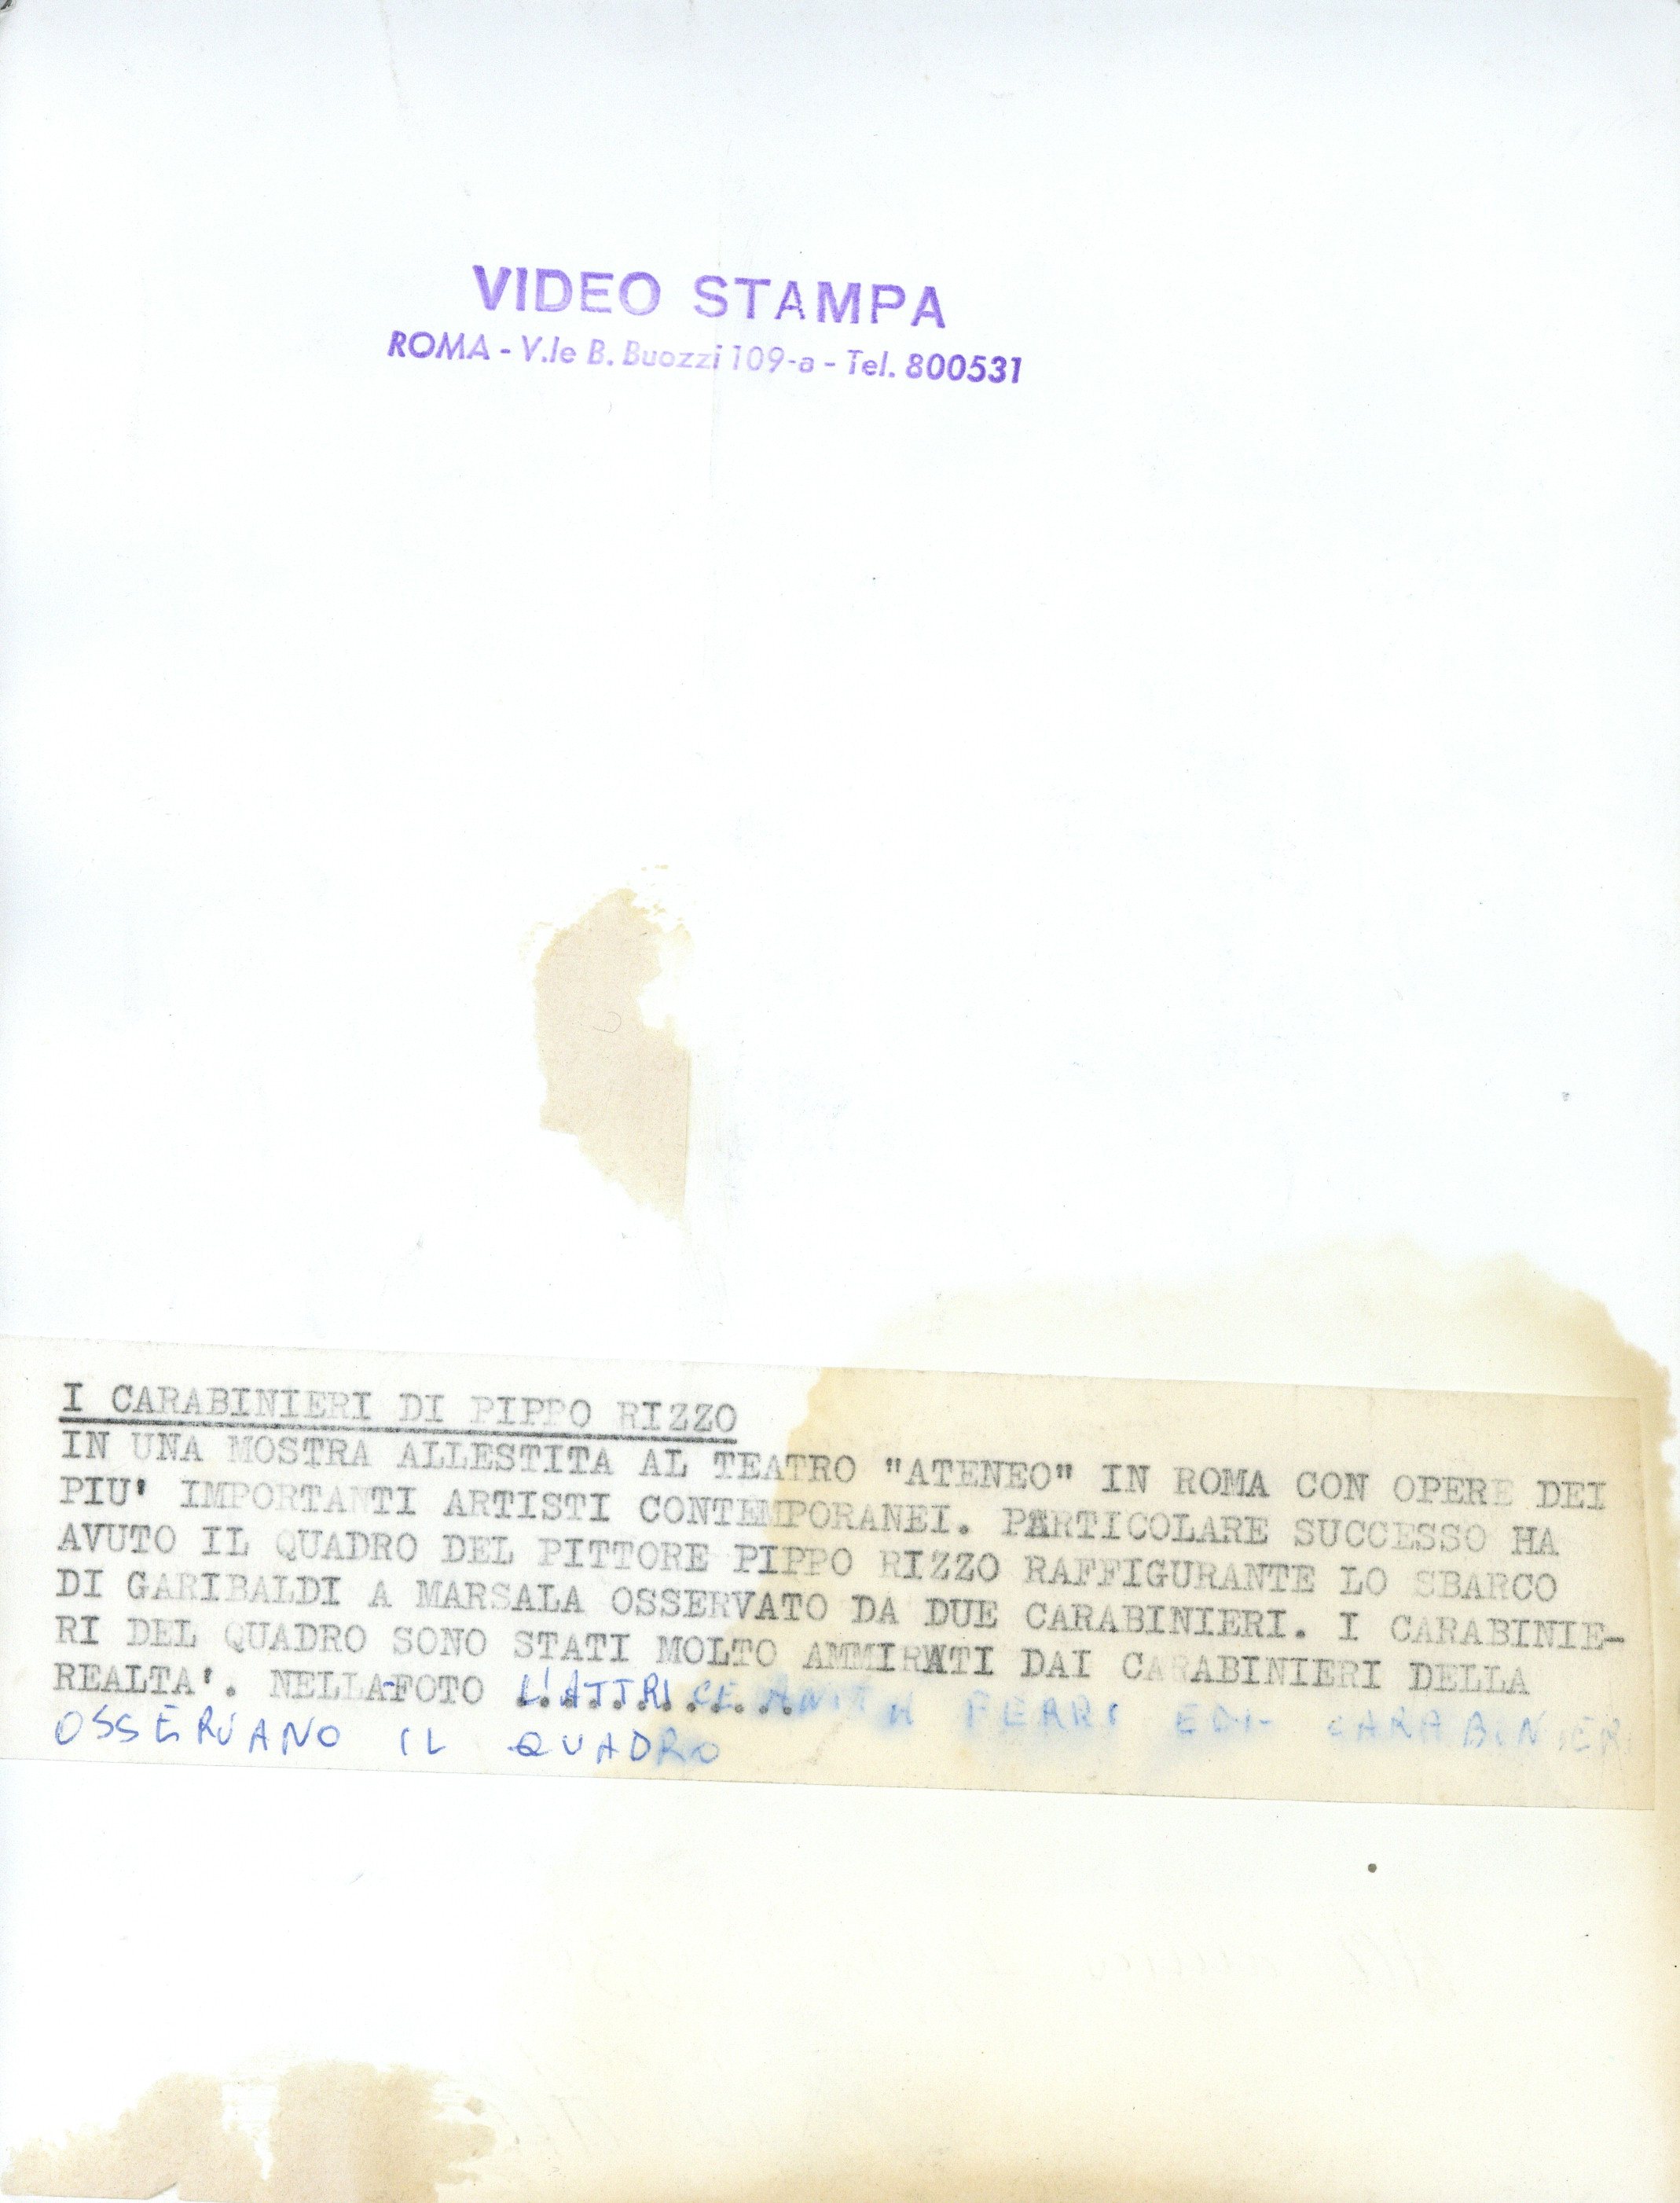 VIDEO STAMPA
ROMA - V.le B. Buozzi 109-a - Tel. 800531
I CARABINIERI DI PIPPO RIZZO
IN UNA MOSTRA ALLESTITA AL TEATRO "ATENEO" IN ROMA CON OPERE DEI
PIU' IMPORTANTI ARTISTI CONTEMPORANEI. PARTICOLARE SUCCESSO HA
AVUTO IL QUADRO DEL PITTORE PIPPO RIZZO RAFFIGURANTE LO SBARCO
DI GARIBALDI A MARSALA OSSERVATO DA DUE CARABINIERI. I CARABINIE-
RI DEL QUADRO SONO STATI MOLTO AMMIRATI DAI CARABINIERI DELLA
REALTA'. NELLA-FOTO L'ATTRICE FERRI CARABINIERI
OSSERVANO IL QUADRO